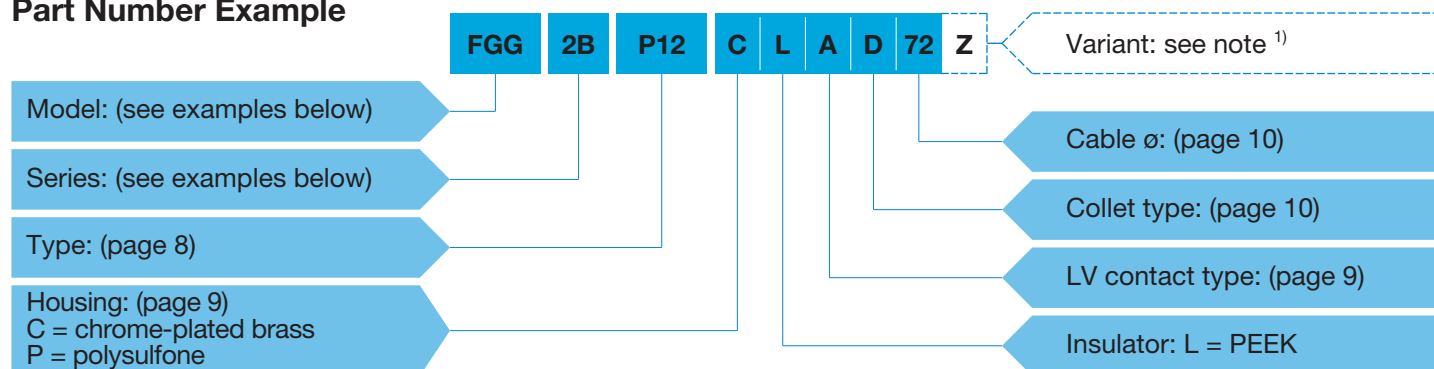 Part Number Example
FGG 2B P12 C L A D 72 Z
Variant: see note 1)
Model: (see examples below)
Series: (see examples below)
Type: (page 8)
Housing: (page 9)
C = chrome-plated brass
P = polysulfone
Cable ø: (page 10)
Collet type: (page 10)
LV contact type: (page 9)
Insulator: L = PEEK